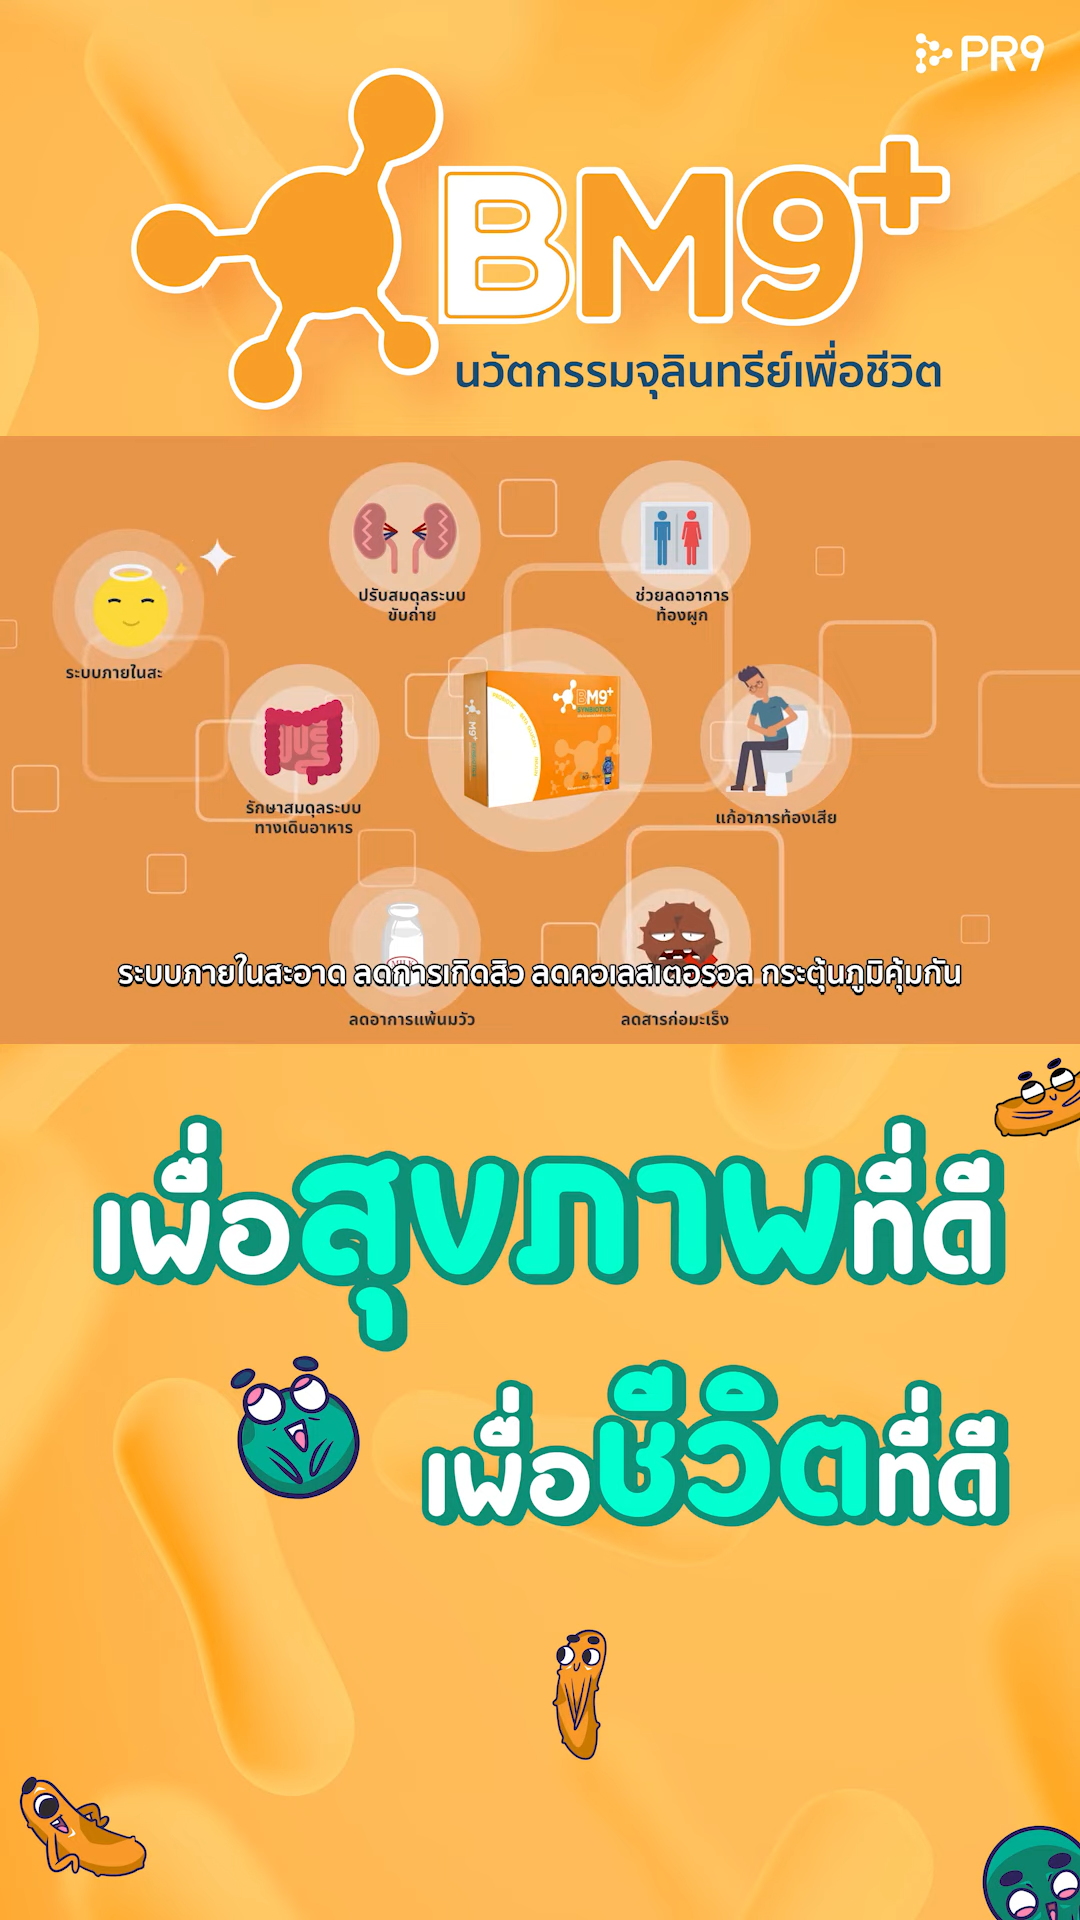 PR9
BM9+
นวัตกรรมจุลินทรีย์เพื่อชีวิต
ปรับสมดุลระบบ
ขับถ่าย
ช่วยลดอาการ
ท้องผูก
ระบบภายในสะ
BM9+
SYNBIOTICS
รักษาสมดุลระบบ
ทางเดินอาหาร
แก้อาการท้องเสีย
MILK
ระบบภายในสะอาด ลดการเกิดสิว ลดคอเลสเตอรอล กระตุ้นภูมิคุ้มกัน
ลดอาการแพ้นมวัว
ลดสารก่อมะเร็ง
เพื่อสุขภาพที่ดี
เพื่อชีวิตที่ดี